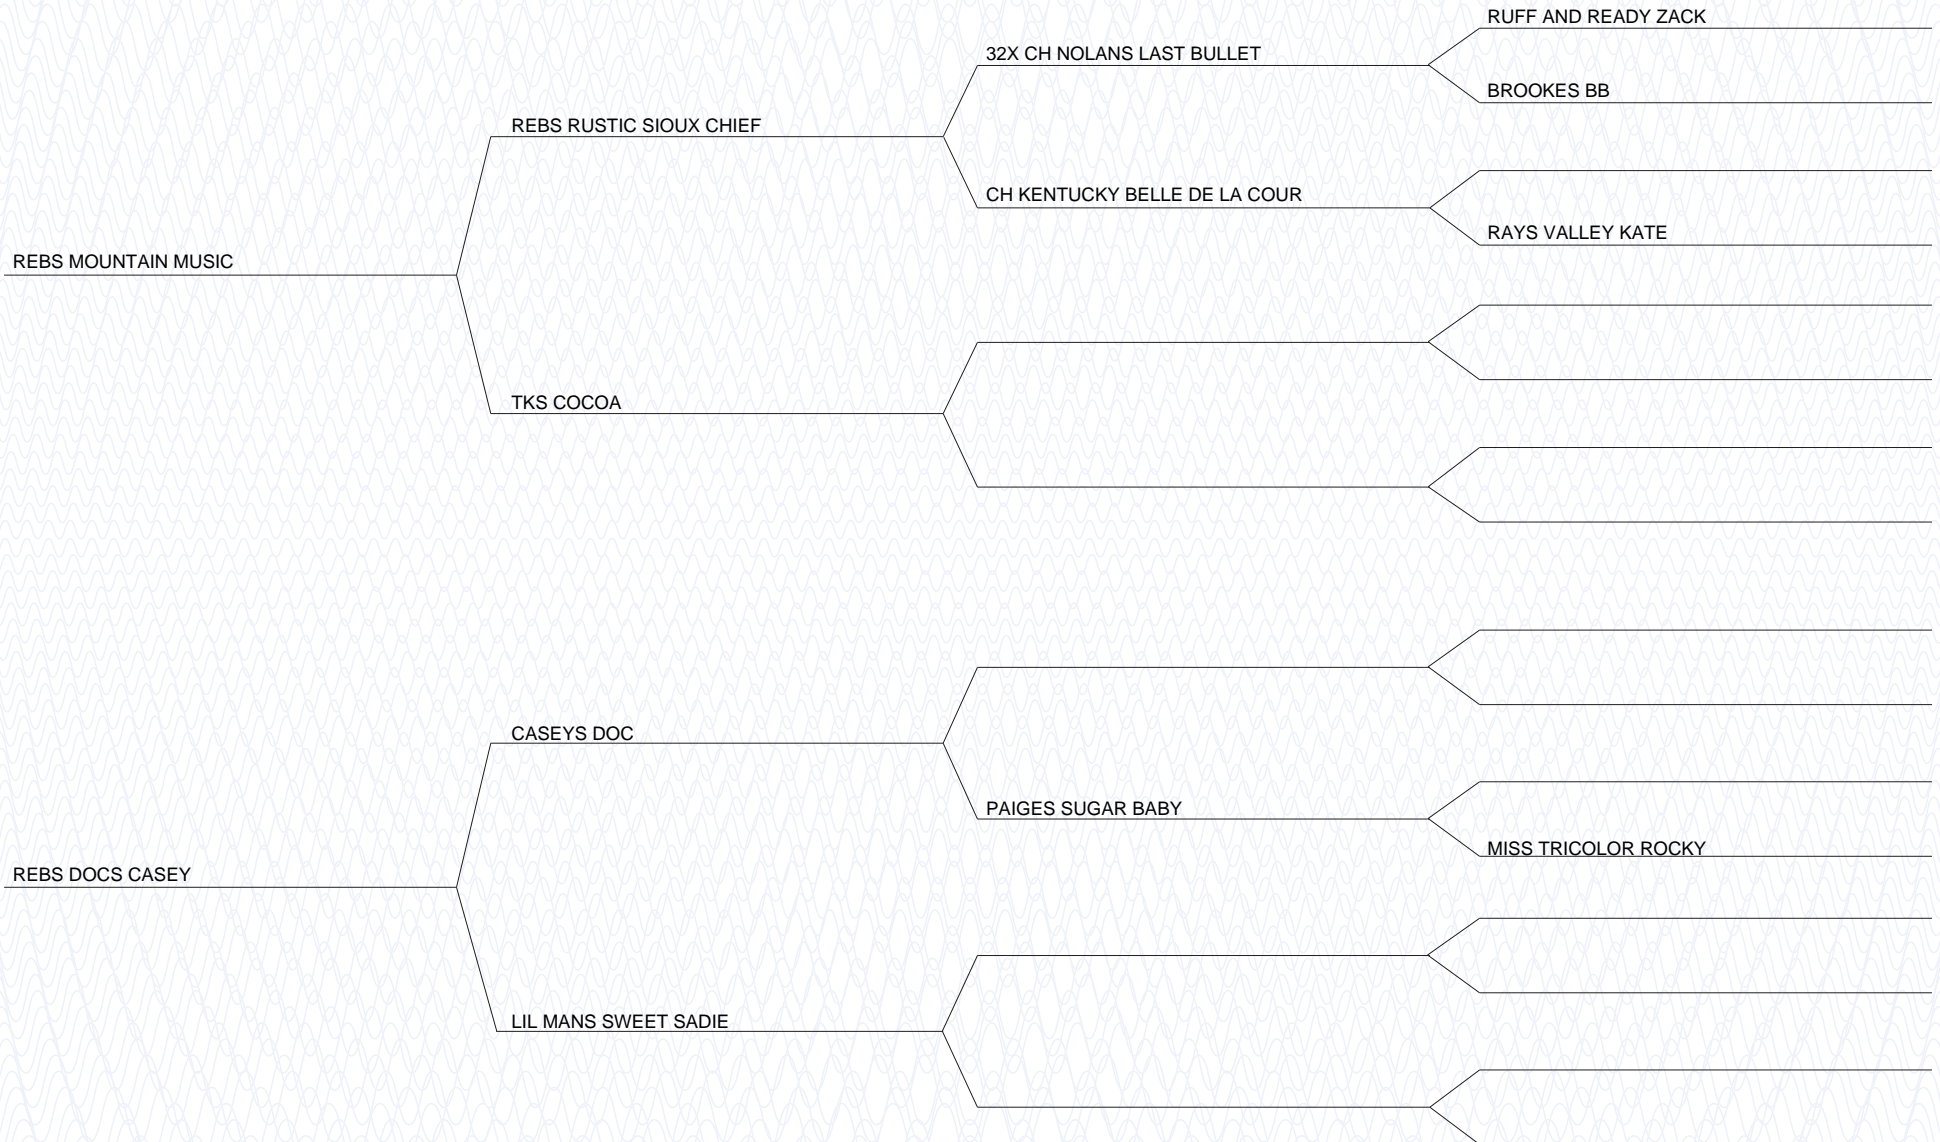 RUFF AND READY ZACK
32X CH NOLANS LAST BULLET
BROOKES BB
REBS RUSTIC SIOUX CHIEF
CH KENTUCKY BELLE DE LA COUR
RAYS VALLEY KATE
REBS MOUNTAIN MUSIC
TKS COCOA
CASEYS DOC
PAIGES SUGAR BABY
MISS TRICOLOR ROCKY
REBS DOCS CASEY
LIL MANS SWEET SADIE